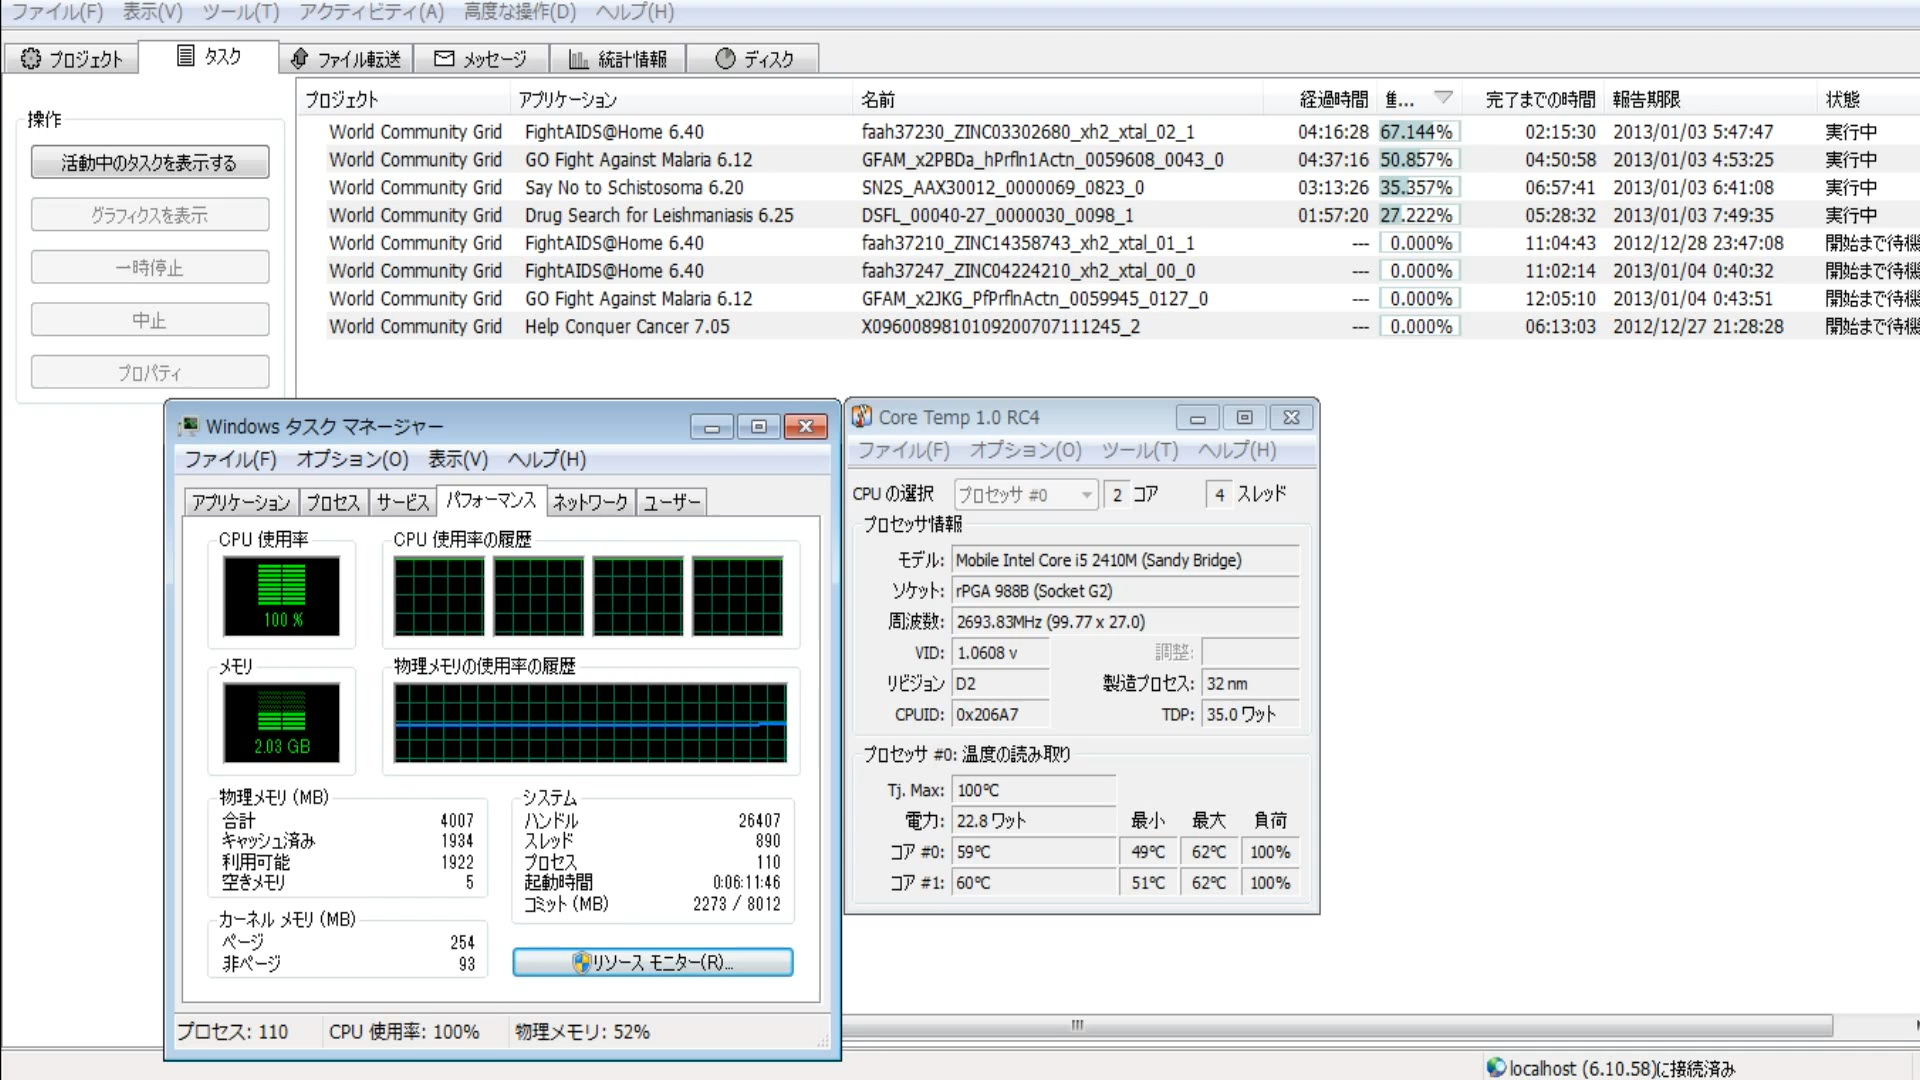 ファイル(F) 表示(V) ツール(T) アクティビティ(A) 高度な操作(D) ヘルプ(H)
プロジェクト タスク ファイル転送 メッセージ 統計情報 ディスク
操作
活動中のタスクを表示する
グラフィクスを表示
一時停止
中止
プロパティ
プロジェクト アプリケーション 名前 経過時間 進... 完了までの時間 報告期限 状態
World Community Grid FightAIDS@Home 6.40 faah37230_ZINC03302680_xh2_xtal_02_1 04:16:28 67.144% 02:15:30 2013/01/03 5:47:47 実行中
World Community Grid GO Fight Against Malaria 6.12 GFAM_x2PBDa_hPrfln1Actn_0059608_0043_0 04:37:16 50.857% 04:50:58 2013/01/03 4:53:25 実行中
World Community Grid Say No to Schistosoma 6.20 SN2S_AAX30012_0000069_0823_0 03:13:26 35.357% 06:57:41 2013/01/03 6:41:08 実行中
World Community Grid Drug Search for Leishmaniasis 6.25 DSFL_00040-27_0000030_0098_1 01:57:20 27.222% 05:28:32 2013/01/03 7:49:35 実行中
World Community Grid FightAIDS@Home 6.40 faah37210_ZINC14358743_xh2_xtal_01_1 --- 0.000% 11:04:43 2012/12/28 23:47:08 開始まで待機
World Community Grid FightAIDS@Home 6.40 faah37247_ZINC04224210_xh2_xtal_00_0 --- 0.000% 11:02:14 2013/01/04 0:40:32 開始まで待機
World Community Grid GO Fight Against Malaria 6.12 GFAM_x2JKG_PfPrflnActn_0059945_0127_0 --- 0.000% 12:05:10 2013/01/04 0:43:51 開始まで待機
World Community Grid Help Conquer Cancer 7.05 X0960089810109200707111245_2 --- 0.000% 06:13:03 2012/12/27 21:28:28 開始まで待機
Windows タスク マネージャー
ファイル(F) オプション(O) 表示(V) ヘルプ(H)
アプリケーション プロセス サービス パフォーマンス ネットワーク ユーザー
CPU 使用率 CPU 使用率の履歴
100 %
メモリ 物理メモリの使用率の履歴
2.03 GB
物理メモリ (MB)
合計 4007
キャッシュ済み 1934
利用可能 1922
空きメモリ 5
カーネル メモリ (MB)
ページ 254
非ページ 93
システム
ハンドル 26407
スレッド 890
プロセス 110
起動時間 0:06:11:46
コミット (MB) 2273 / 8012
リソース モニター(R)...
プロセス: 110 CPU 使用率: 100% 物理メモリ: 52%
Core Temp 1.0 RC4
ファイル(F) オプション(O) ツール(T) ヘルプ(H)
CPU の選択 プロセッサ #0 2 コア 4 スレッド
プロセッサ情報
モデル: Mobile Intel Core i5 2410M (Sandy Bridge)
ソケット: rPGA 988B (Socket G2)
周波数: 2693.83MHz (99.77 x 27.0)
VID: 1.0608 v 調整:
リビジョン D2 製造プロセス: 32 nm
CPUID: 0x206A7 TDP: 35.0 ワット
プロセッサ #0: 温度の読み取り
Tj. Max: 100℃
電力: 22.8 ワット 最小 最大 負荷
コア #0: 59℃ 49℃ 62℃ 100%
コア #1: 60℃ 51℃ 62℃ 100%
localhost (6.10.58)に接続済み